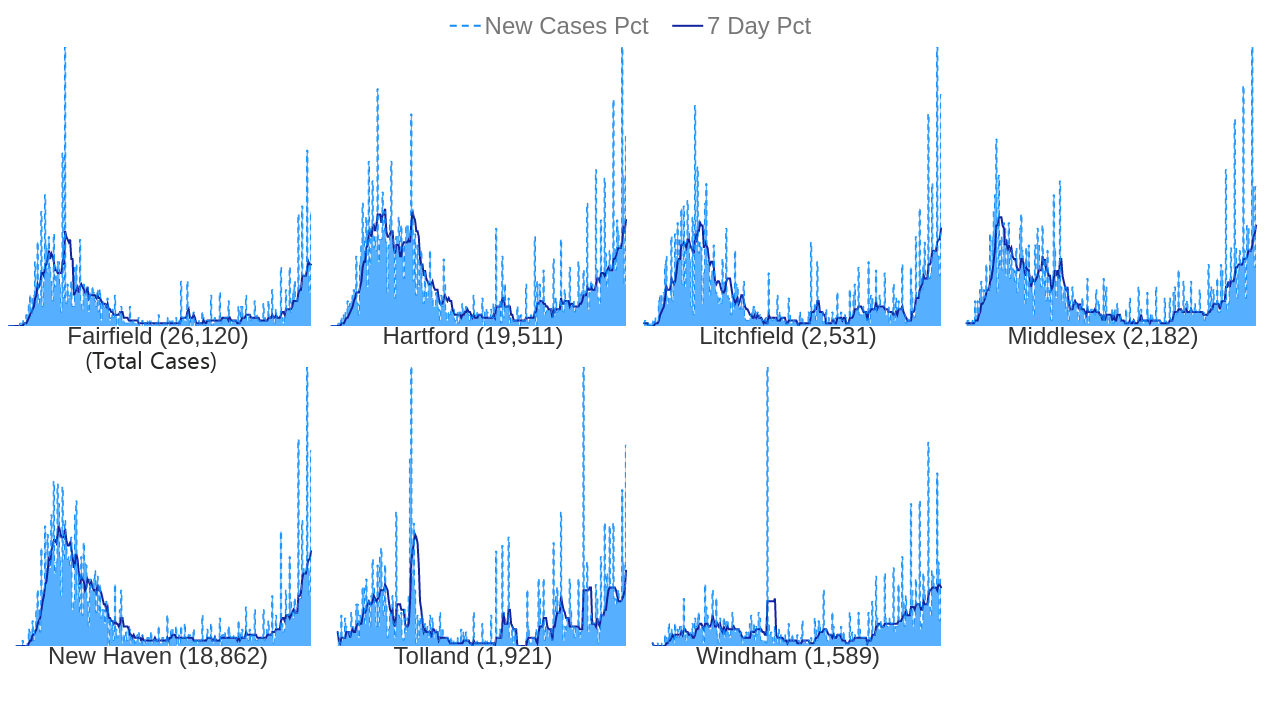 New Cases Pct 7 Day Pct
Fairfield (26,120) Hartford (19,511) Litchfield (2,531) Middlesex (2,182)
(Total Cases)
New Haven (18,862) Tolland (1,921) Windham (1,589)